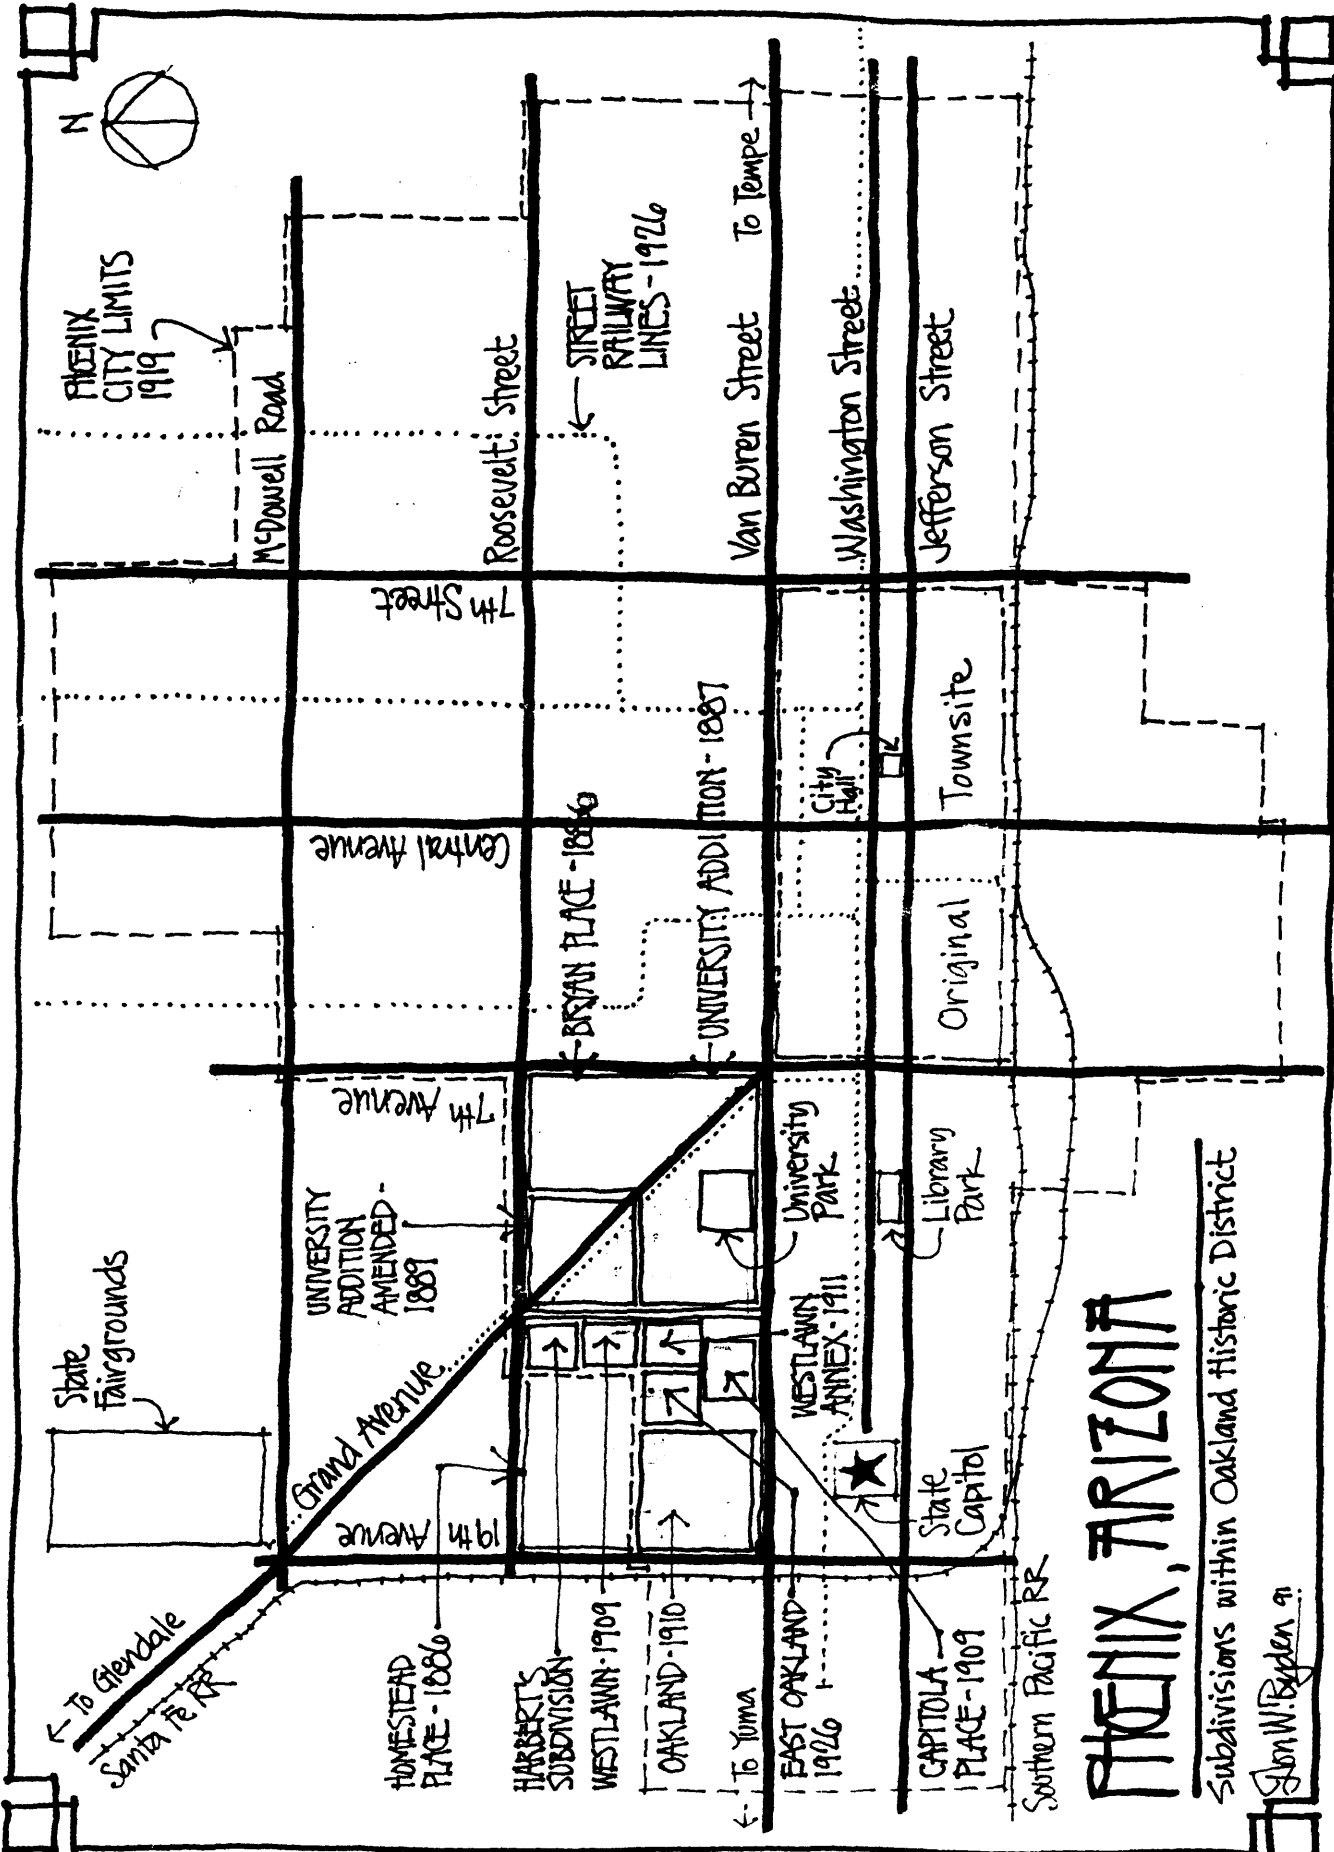 N
PHOENIX
CITY LIMITS
1919
McDowell Road
Roosevelt Street
STREET
RAILWAY
LINES-1926
To Tempe
Van Buren Street
Washington Street
Jefferson Street
7th Street
Central Avenue
7th Avenue
19th
Avenue
BRYAN PLACE-1886
UNIVERSITY ADDITION-1887
City
Hall
Original Townsite
State
Fairgrounds
UNIVERSITY
ADDITION
AMENDED-
1889
Grand Avenue
University
Park
Library
Park
WESTLAWN
ANNEX-1911
State
Capitol
To Glendale
Santa Fe RR
HOMESTEAD
PLACE-1886
HARBERT'S
SUBDIVISION
WESTLAWN-1909
OAKLAND-1910
To Yuma
EAST OAKLAND
1926
CAPITOLA
PLACE-1909
Southern Pacific RR
PHOENIX, ARIZONA
Subdivisions within Oakland Historic District
91